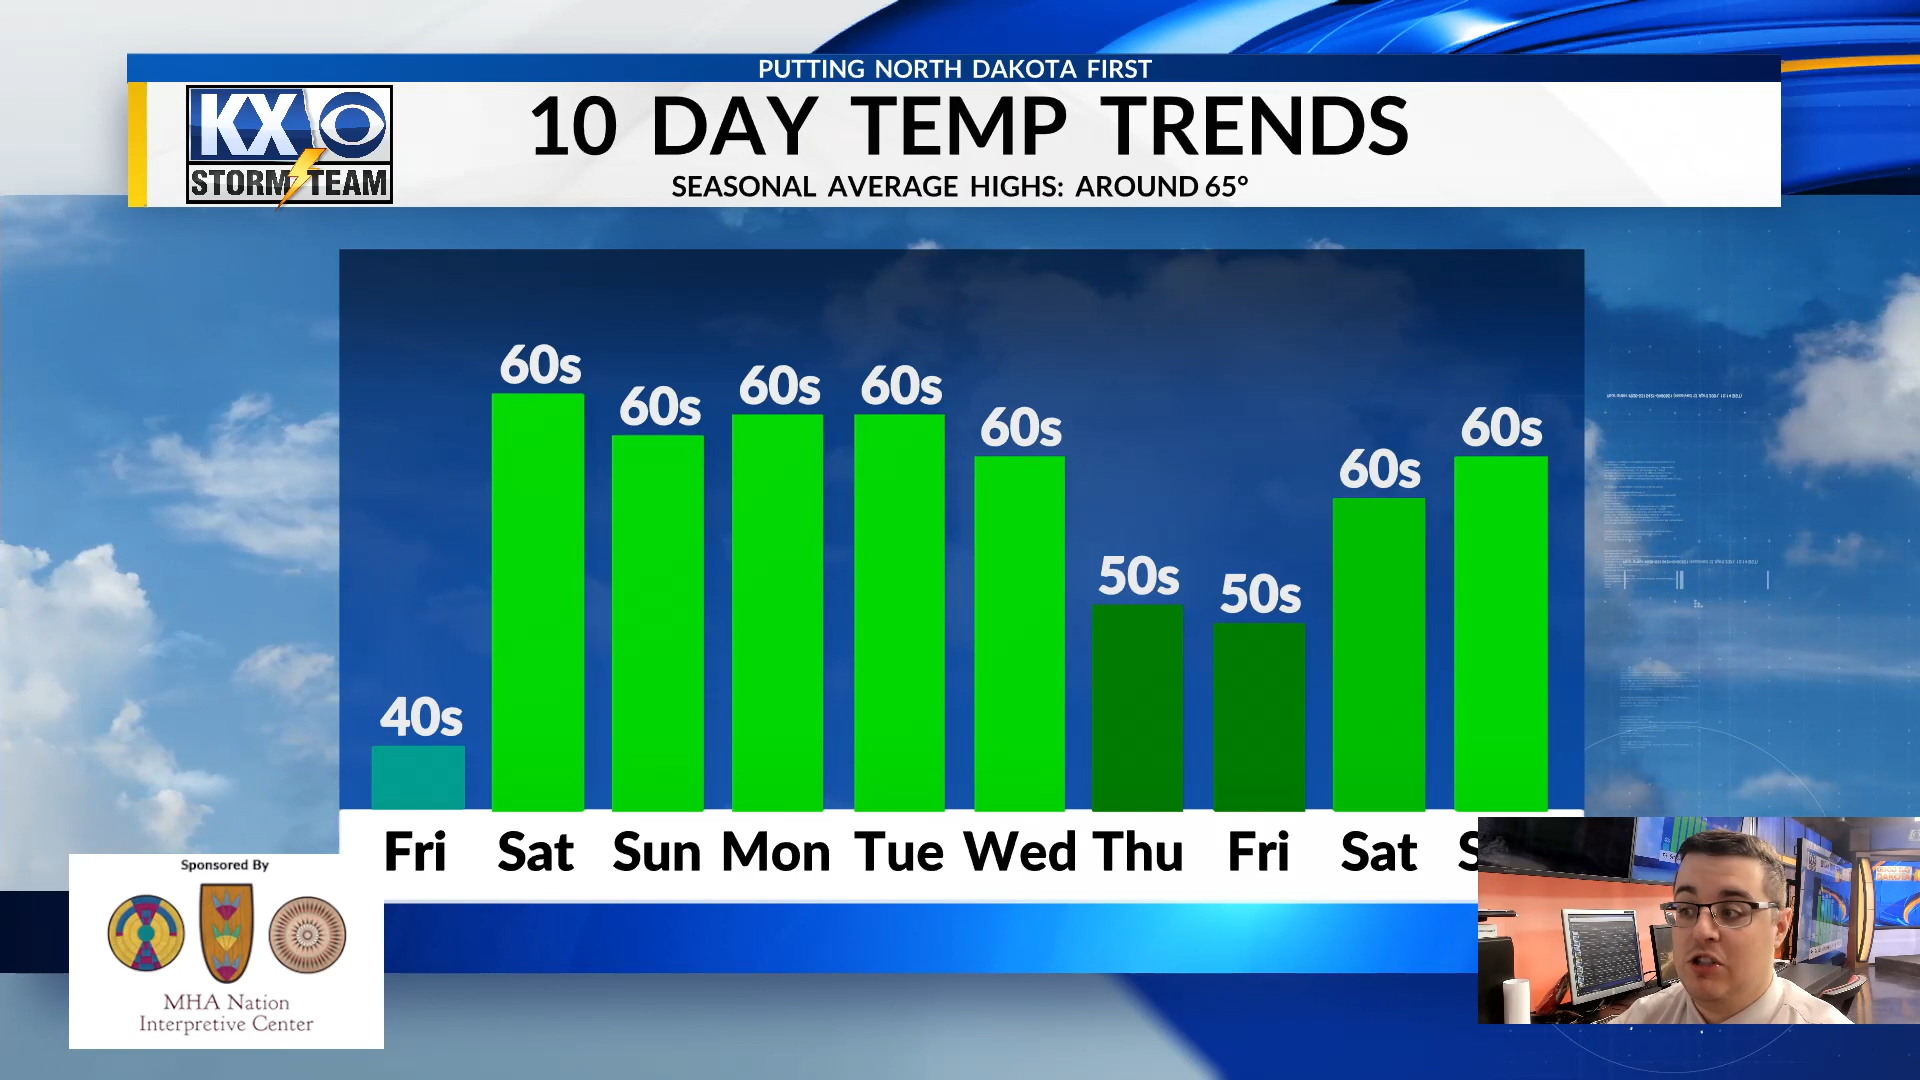 PUTTING NORTH DAKOTA FIRST
KX
STORM TEAM
10 DAY TEMP TRENDS
SEASONAL AVERAGE HIGHS: AROUND 65°
40s
60s
60s
60s
60s
60s
50s
50s
60s
60s
Fri Sat Sun Mon Tue Wed Thu Fri Sat S
Sponsored By
MHA Nation
Interpretive Center